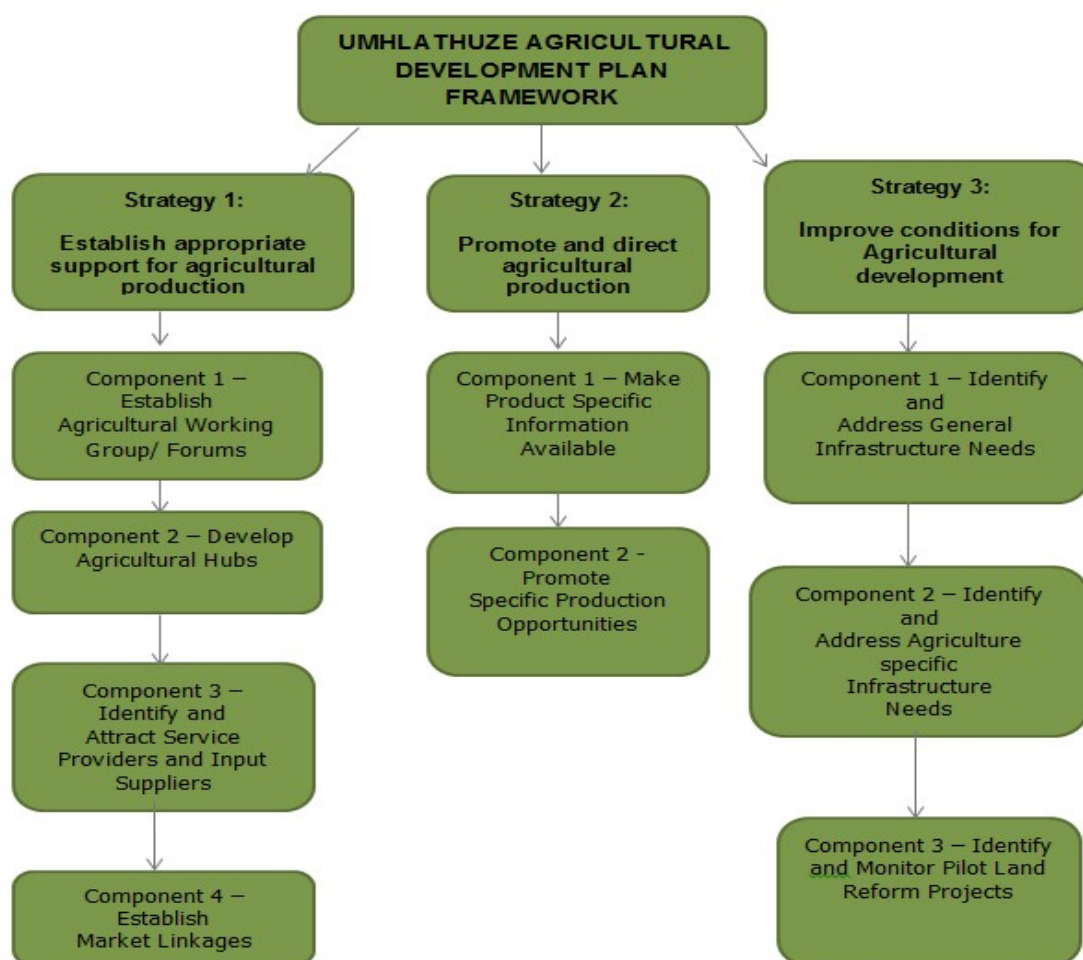 UMHLATHUZE AGRICULTURAL
DEVELOPMENT PLAN
FRAMEWORK
Strategy 1:
Establish appropriate
support for agricultural
production
Component 1 –
Establish
Agricultural Working
Group/ Forums
Component 2 – Develop
Agricultural Hubs
Component 3 –
Identify and
Attract Service
Providers and Input
Suppliers
Component 4 –
Establish
Market Linkages
Strategy 2:
Promote and direct
agricultural
production
Component 1 – Make
Product Specific
Information
Available
Component 2 -
Promote
Specific Production
Opportunities
Strategy 3:
Improve conditions for
Agricultural
development
Component 1 – Identify
and
Address General
Infrastructure Needs
Component 2 – Identify
and
Address Agriculture
specific
Infrastructure
Needs
Component 3 – Identify
and Monitor Pilot Land
Reform Projects